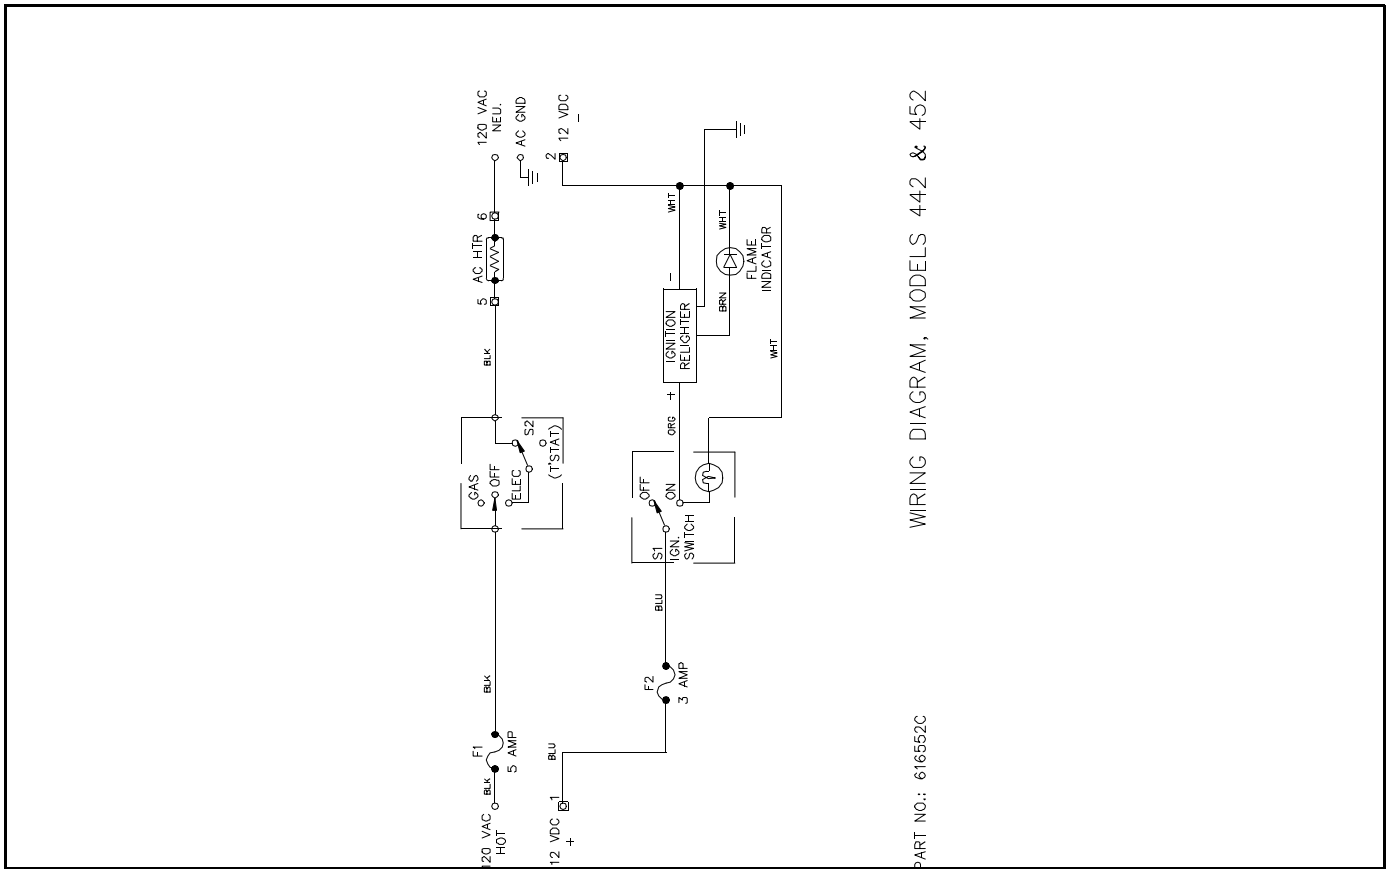 120 VAC
NEU.
AC GND
12 VDC
-
2
6
AC HTR
5
BLK
WHT
WHT
FLAME
INDICATOR
-
IGNITION
RELIGHTER
BRN
WHT
+
ORG
S2
(T'STAT)
GAS
OFF
ELEC
OFF
ON
S1
IGN.
SWITCH
BLU
BLK
F2
3 AMP
F1
5 AMP
BLK
BLU
1
120 VAC
HOT
12 VDC
+
WIRING DIAGRAM, MODELS 442 & 452
PART NO.: 616552C